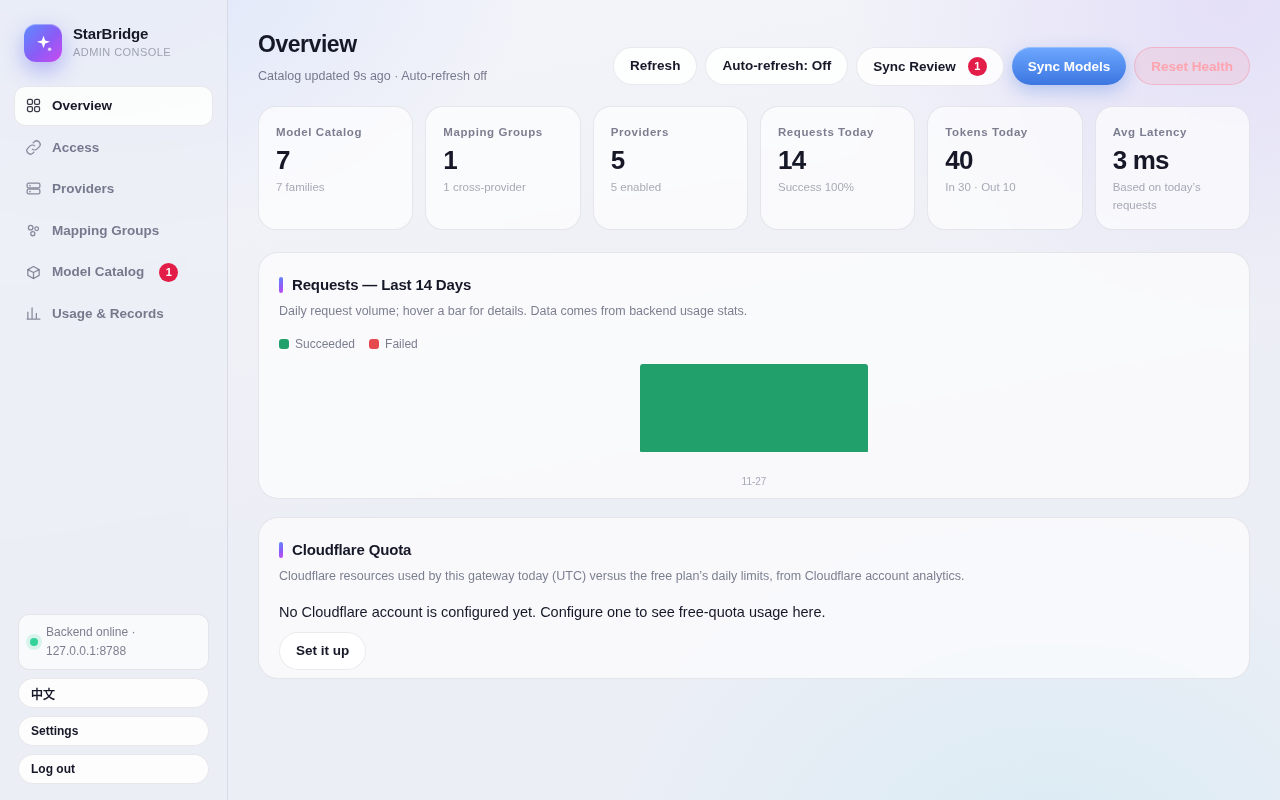 StarBridge
ADMIN CONSOLE
Overview
Access
Providers
Mapping Groups
Model Catalog 1
Usage & Records
Backend online ·
127.0.0.1:8788
中文
Settings
Log out
Overview
Catalog updated 9s ago · Auto-refresh off
Refresh
Auto-refresh: Off
Sync Review 1
Sync Models
Reset Health
Model Catalog
7
7 families
Mapping Groups
1
1 cross-provider
Providers
5
5 enabled
Requests Today
14
Success 100%
Tokens Today
40
In 30 · Out 10
Avg Latency
3 ms
Based on today’s
requests
Requests — Last 14 Days
Daily request volume; hover a bar for details. Data comes from backend usage stats.
Succeeded
Failed
11-27
Cloudflare Quota
Cloudflare resources used by this gateway today (UTC) versus the free plan’s daily limits, from Cloudflare account analytics.
No Cloudflare account is configured yet. Configure one to see free-quota usage here.
Set it up